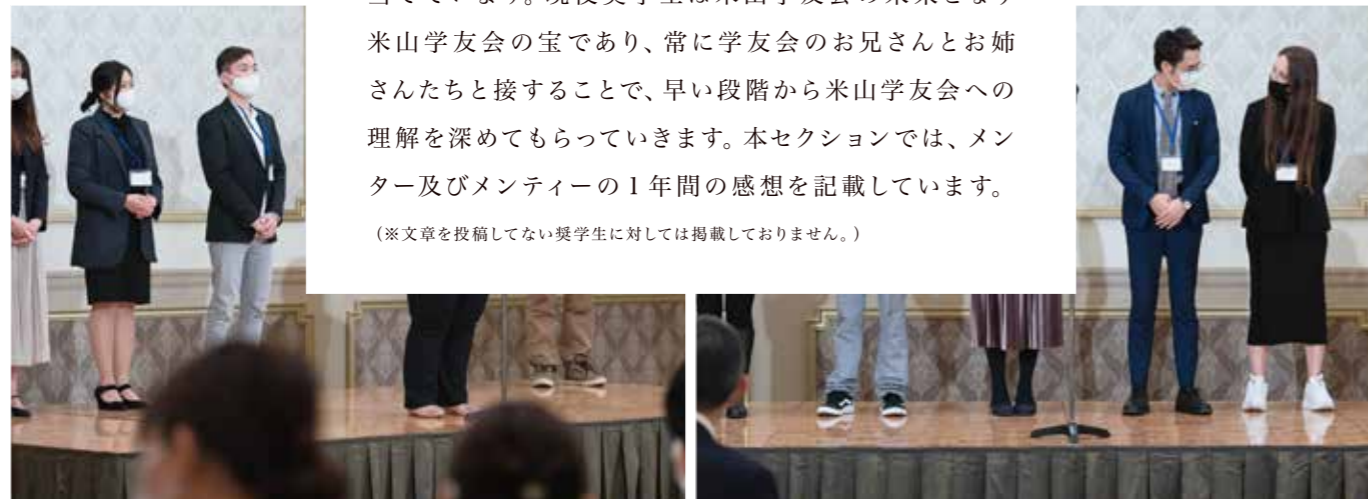 米山学友会の宝であり、常に学友会のお兄さんとお姉
さんたちと接することで、早い段階から米山学友会への
理解を深めてもらっていきます。本セクションでは、メン
ター及びメンティーの1年間の感想を記載しています。
（※文章を投稿してない奨学生に対しては掲載しておりません。）